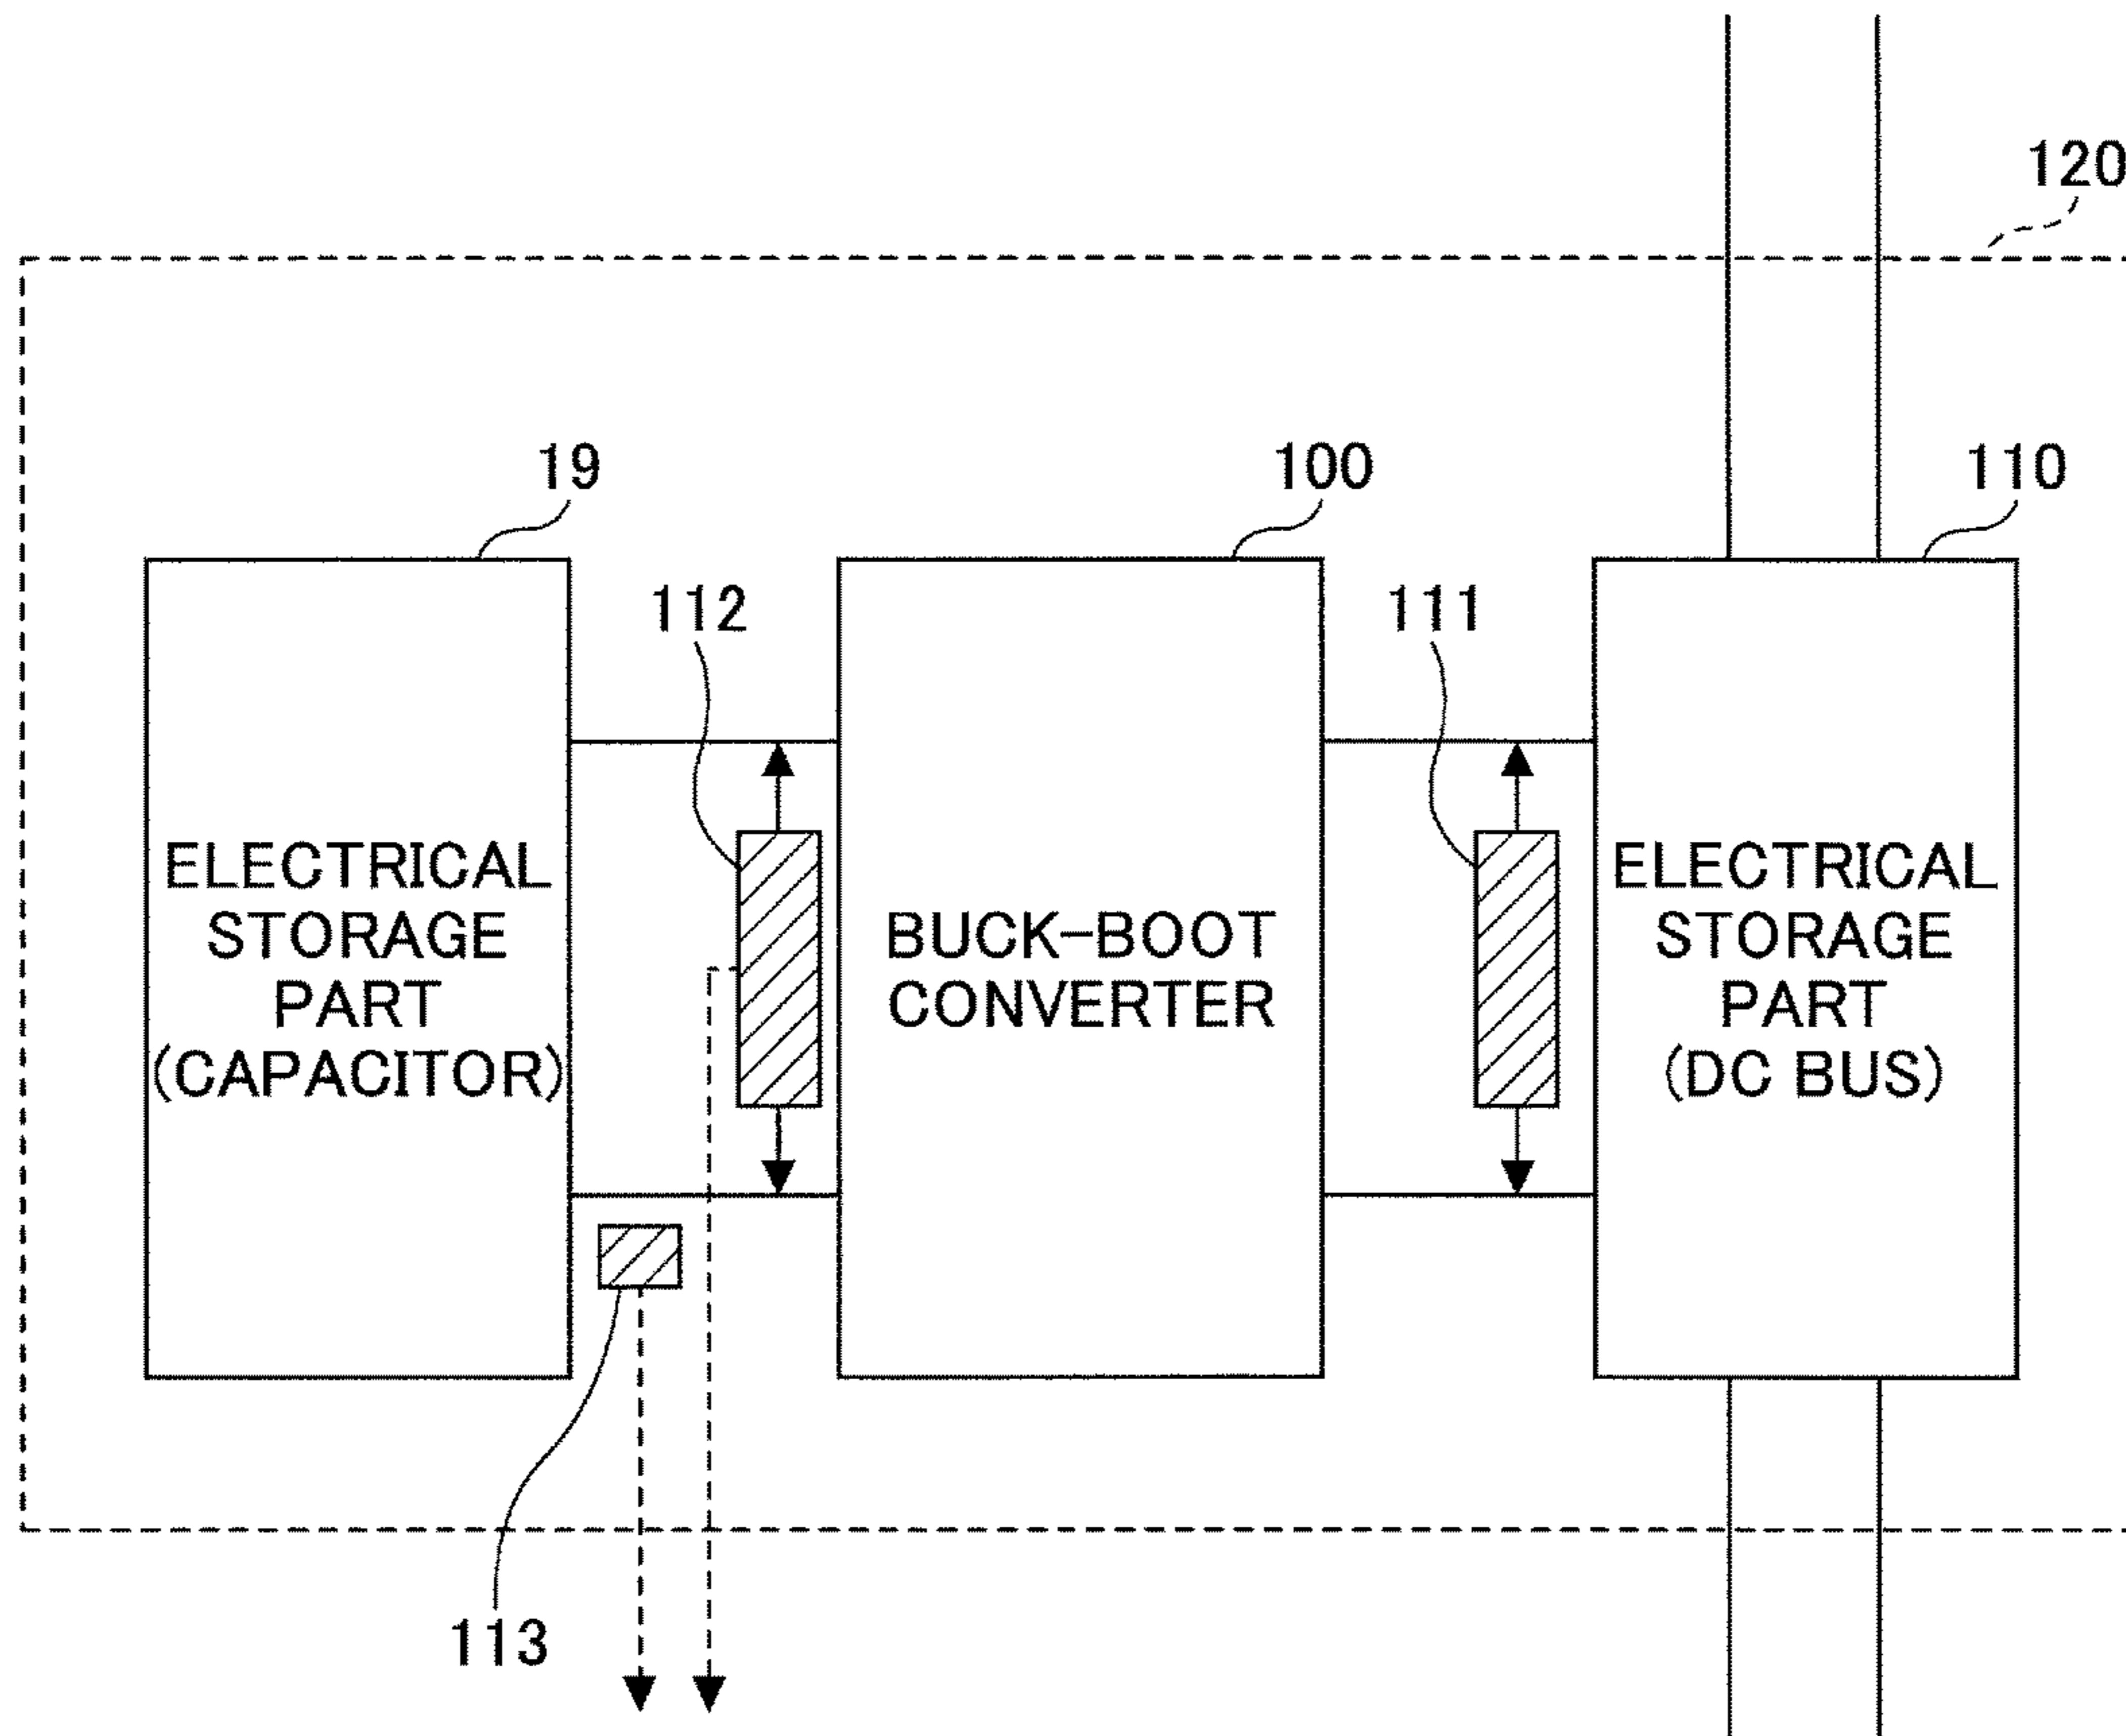 120
19
100
110
112
111
ELECTRICAL
STORAGE
PART
(CAPACITOR)
BUCK-BOOT
CONVERTER
ELECTRICAL
STORAGE
PART
(DC BUS)
113